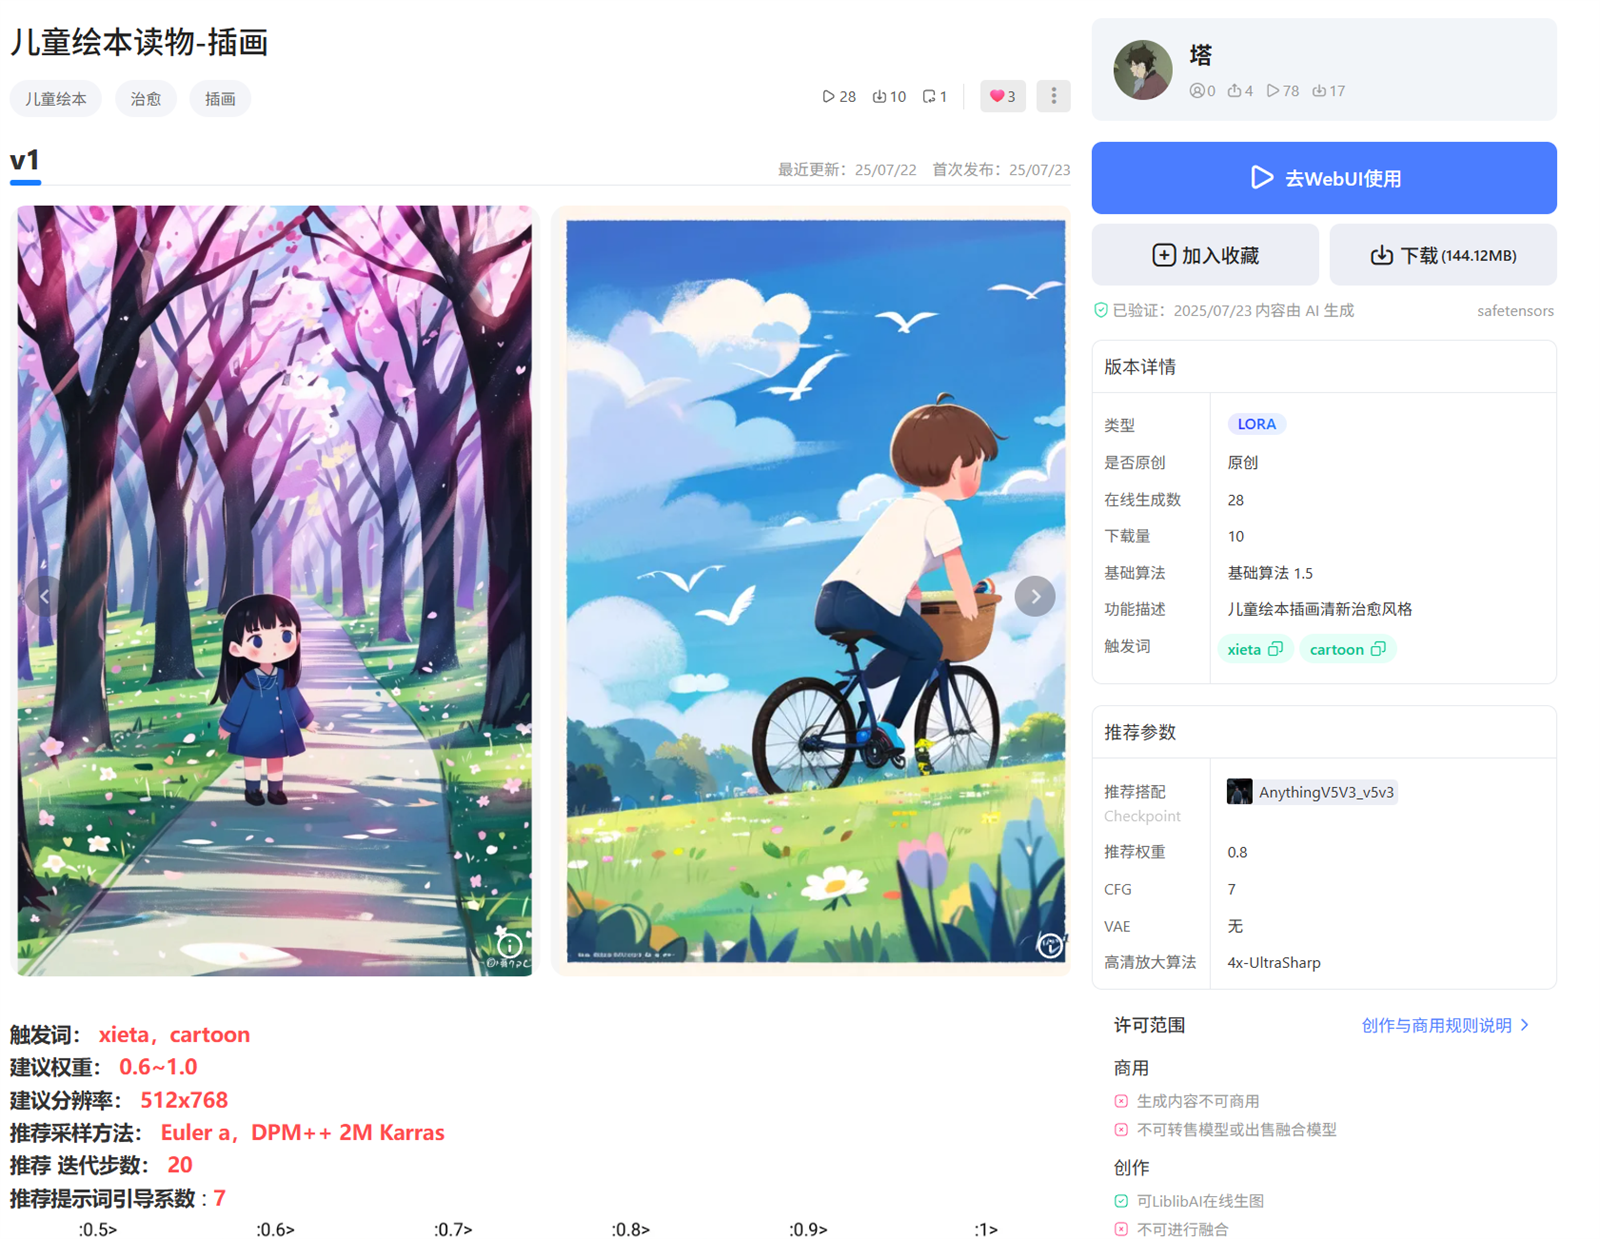 儿童绘本读物-插画
儿童绘本 治愈 插画
28 10 1 3
v1
最近更新：25/07/22 首次发布：25/07/23
触发词： xieta，cartoon
建议权重： 0.6~1.0
建议分辨率： 512x768
推荐采样方法： Euler a，DPM++ 2M Karras
推荐 迭代步数： 20
推荐提示词引导系数 : 7
:0.5> :0.6> :0.7> :0.8> :0.9> :1>
塔
0 4 78 17
去WebUI使用
加入收藏
下载 (144.12MB)
已验证：2025/07/23 内容由 AI 生成 safetensors
版本详情
类型 LORA
是否原创 原创
在线生成数 28
下载量 10
基础算法 基础算法 1.5
功能描述 儿童绘本插画清新治愈风格
触发词 xieta cartoon
推荐参数
推荐搭配 AnythingV5V3_v5v3
Checkpoint
推荐权重 0.8
CFG 7
VAE 无
高清放大算法 4x-UltraSharp
许可范围 创作与商用规则说明
商用
生成内容不可商用
不可转售模型或出售融合模型
创作
可LiblibAI在线生图
不可进行融合